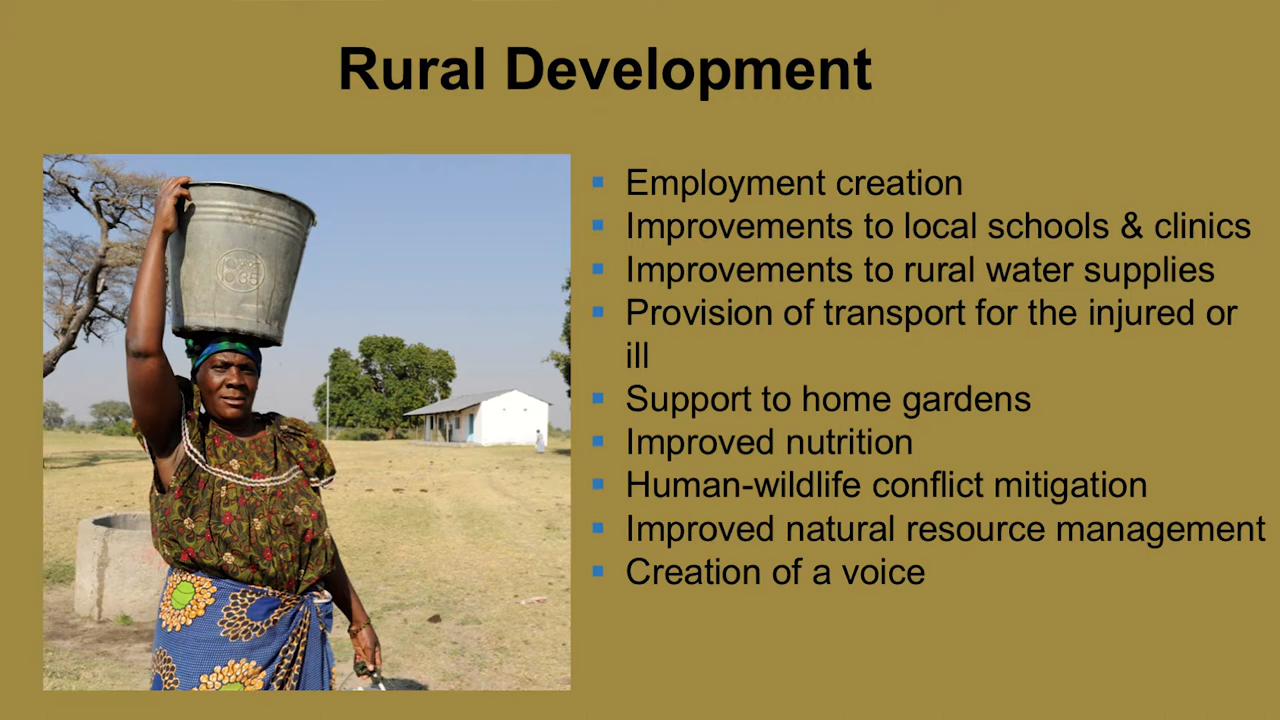 Rural Development
Employment creation
Improvements to local schools & clinics
Improvements to rural water supplies
Provision of transport for the injured or
ill
Support to home gardens
Improved nutrition
Human-wildlife conflict mitigation
Improved natural resource management
Creation of a voice